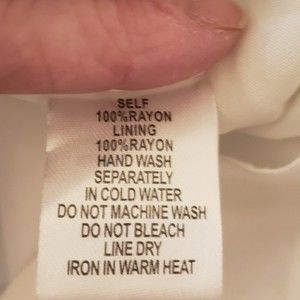 SELF
100%RAYON
LINING
100%RAYON
HAND WASH
SEPARATELY
IN COLD WATER
DO NOT MACHINE WASH
DO NOT BLEACH
LINE DRY
IRON IN WARM HEAT